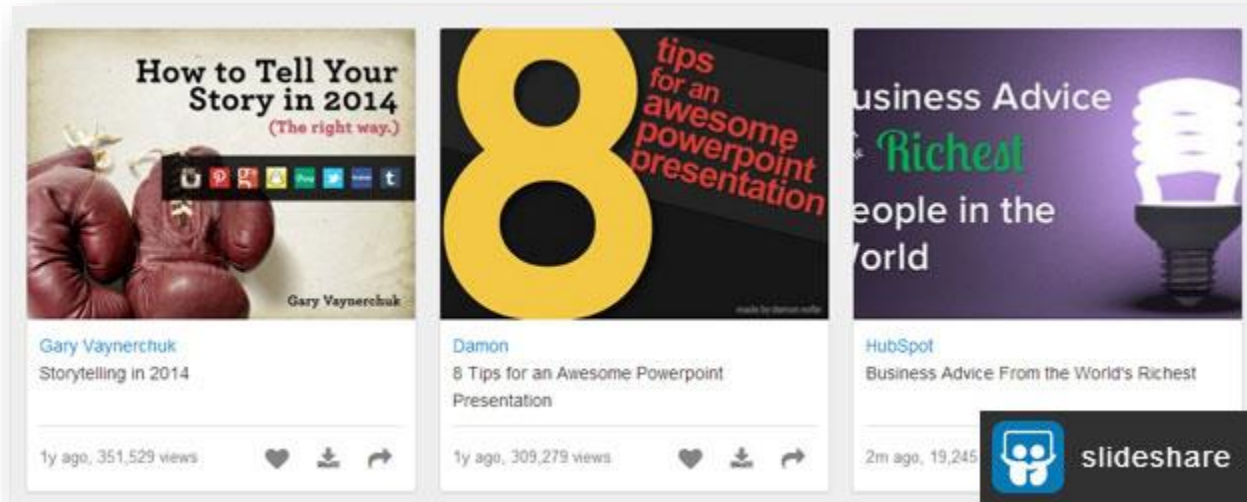 How to Tell Your
Story in 2014
(The right way.)
Gary Vaynerchuk
Gary Vaynerchuk
Storytelling in 2014
1y ago, 351,529 views
8
tips
for an
awesome
powerpoint
presentation
Damon
8 Tips for an Awesome Powerpoint
Presentation
1y ago, 309,279 views
usiness Advice
Richest
eople in the
orld
HubSpot
Business Advice From the World's Richest
2m ago, 19,245
slideshare